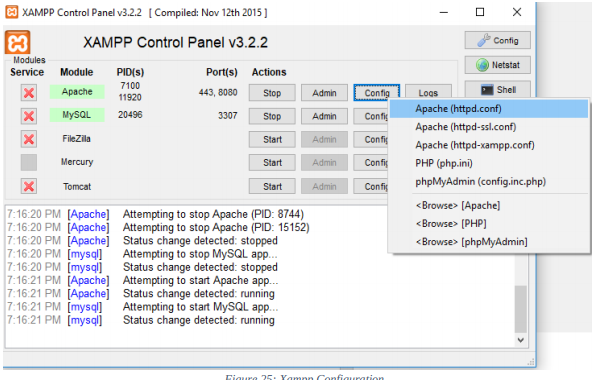 XAMPP Control Panel v3.2.2 [ Compiled: Nov 12th 2015 ]
XAMPP Control Panel v3.2.2
Config
Netstat
Shell
Modules
Service Module PID(s) Port(s) Actions
Apache 7100 11920 443, 8080 Stop Admin Config Logs
MySQL 20496 3307 Stop Admin Config
FileZilla Start Admin Config
Mercury Start Admin Config
Tomcat Start Admin Config
Apache (httpd.conf)
Apache (httpd-ssl.conf)
Apache (httpd-xampp.conf)
PHP (php.ini)
phpMyAdmin (config.inc.php)
<Browse> [Apache]
<Browse> [PHP]
<Browse> [phpMyAdmin]
7:16:20 PM [Apache] Attempting to stop Apache (PID: 8744)
7:16:20 PM [Apache] Attempting to stop Apache (PID: 15152)
7:16:20 PM [Apache] Status change detected: stopped
7:16:20 PM [mysql] Attempting to stop MySQL app...
7:16:20 PM [mysql] Status change detected: stopped
7:16:21 PM [Apache] Attempting to start Apache app...
7:16:21 PM [Apache] Status change detected: running
7:16:21 PM [mysql] Attempting to start MySQL app...
7:16:21 PM [mysql] Status change detected: running
Figure 25: Xampp Configuration